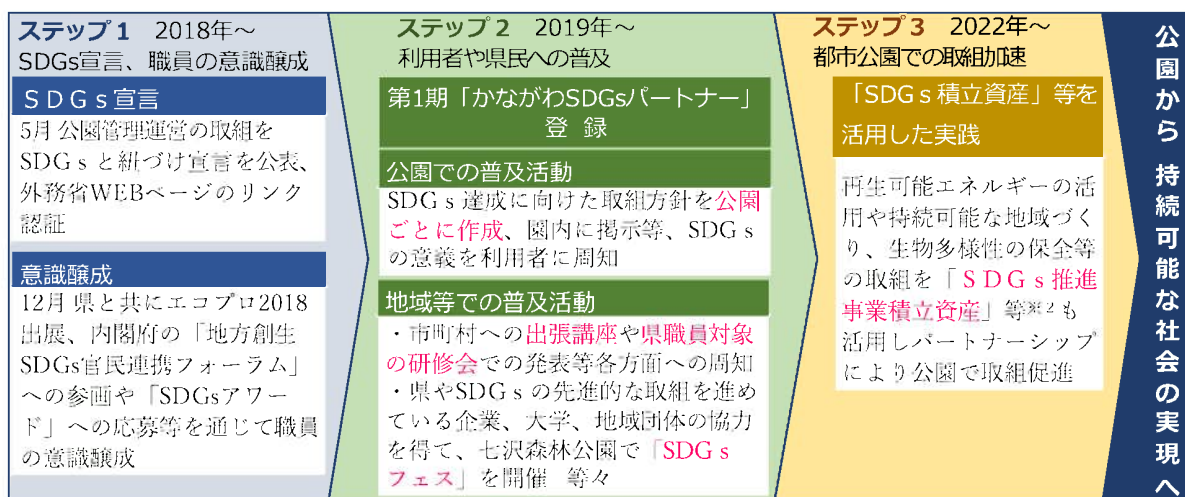 ステップ1 2018年～
SDGs宣言、職員の意識醸成
ＳＤＧｓ宣言
5月 公園管理運営の取組を
SDGｓと紐づけ宣言を公表、
外務省WEBページのリンク
認証
意識醸成
12月 県と共にエコプロ2018
出展、内閣府の「地方創生
SDGs官民連携フォーラム」
への参画や「SDGsアワー
ド」への応募等を通じて職員
の意識醸成
ステップ2 2019年～
利用者や県民への普及
第1期「かながわSDGsパートナー」
登 録
公園での普及活動
SDGｓ達成に向けた取組方針を公園
ごとに作成、園内に掲示等、SDGｓ
の意義を利用者に周知
地域等での普及活動
・市町村への出張講座や県職員対象
の研修会での発表等各方面への周知
・県やSDGｓの先進的な取組を進め
ている企業、大学、地域団体の協力
を得て、七沢森林公園で「SDGｓ
フェス」を開催 等々
ステップ3 2022年～
都市公園での取組加速
「SDGｓ積立資産」等を
活用した実践
再生可能エネルギーの活
用や持続可能な地域づく
り、生物多様性の保全等
の取組を「ＳＤＧｓ推進
事業積立資産」等※2も
活用しパートナーシップ
により公園で取組促進
公園から 持続可能な社会の実現へ